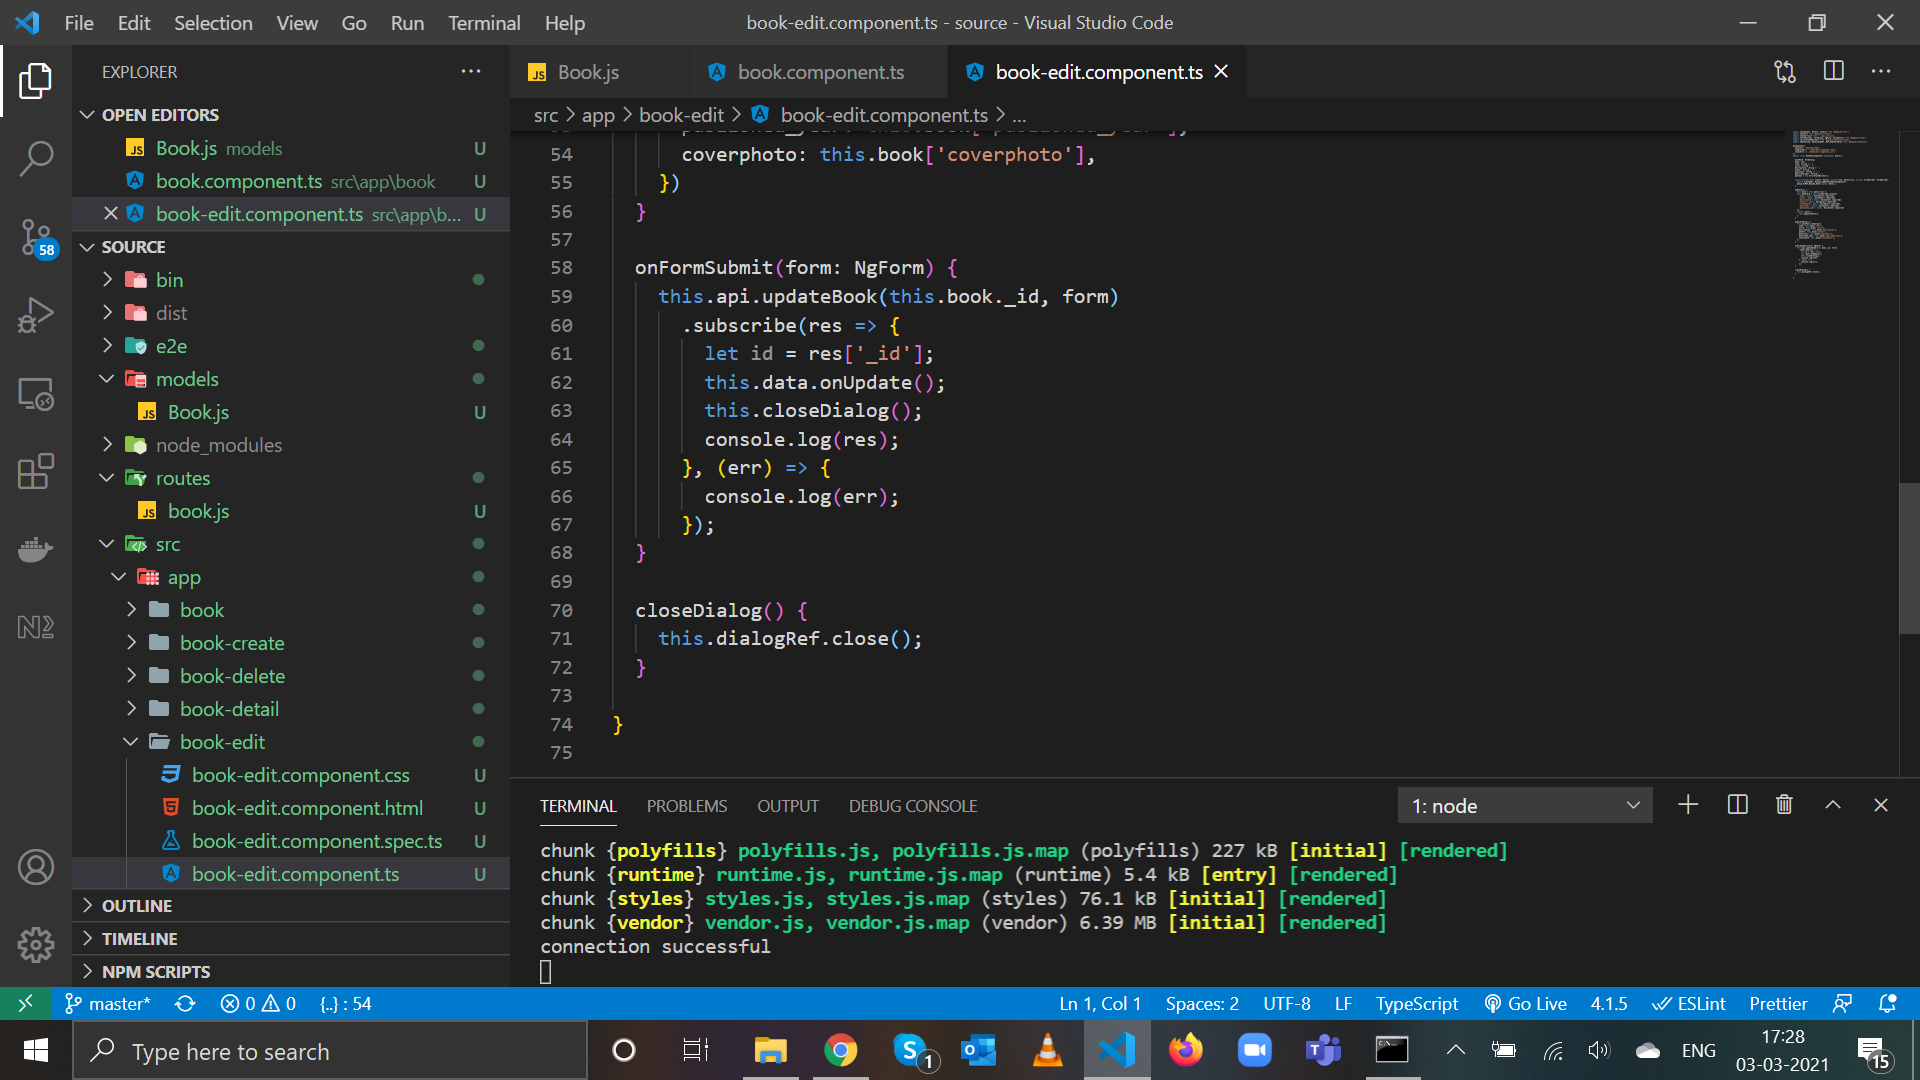 File Edit Selection View Go Run Terminal Help
book-edit.component.ts - source - Visual Studio Code
EXPLORER
OPEN EDITORS
Book.js models U
book.component.ts src\app\book U
book-edit.component.ts src\app\b... U
SOURCE
bin
dist
e2e
models
Book.js U
node_modules
routes
book.js U
src
app
book
book-create
book-delete
book-detail
book-edit
book-edit.component.css U
book-edit.component.html U
book-edit.component.spec.ts U
book-edit.component.ts U
OUTLINE
TIMELINE
NPM SCRIPTS
58
Book.js
book.component.ts
book-edit.component.ts
src > app > book-edit > book-edit.component.ts > ...
54 coverphoto: this.book['coverphoto'],
55 })
56 }
57
58 onFormSubmit(form: NgForm) {
59 this.api.updateBook(this.book._id, form)
60 .subscribe(res => {
61 let id = res['_id'];
62 this.data.onUpdate();
63 this.closeDialog();
64 console.log(res);
65 }, (err) => {
66 console.log(err);
67 });
68 }
69
70 closeDialog() {
71 this.dialogRef.close();
72 }
73
74 }
75
TERMINAL PROBLEMS OUTPUT DEBUG CONSOLE
1: node
chunk {polyfills} polyfills.js, polyfills.js.map (polyfills) 227 kB [initial] [rendered]
chunk {runtime} runtime.js, runtime.js.map (runtime) 5.4 kB [entry] [rendered]
chunk {styles} styles.js, styles.js.map (styles) 76.1 kB [initial] [rendered]
chunk {vendor} vendor.js, vendor.js.map (vendor) 6.39 MB [initial] [rendered]
connection successful
master* 0 0 {..} : 54
Ln 1, Col 1 Spaces: 2 UTF-8 LF TypeScript Go Live 4.1.5 ESLint Prettier
Type here to search
1
ENG
17:28
03-03-2021
15